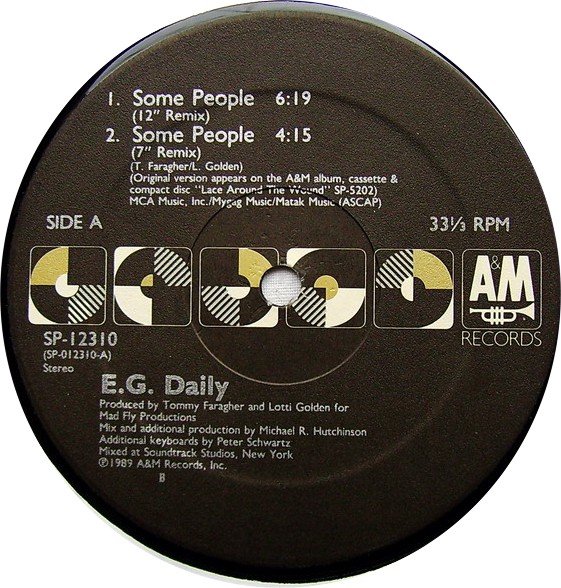 1. Some People 6:19
(12" Remix)
2. Some People 4:15
(7" Remix)
(T. Faragher/L. Golden)
(Original version appears on the A&M album, cassette &
compact disc "Lace Around The Wound" SP-5202)
MCA Music, Inc./Mygag Music/Matak Music (ASCAP)
SIDE A 33⅓ RPM
A&M
RECORDS
SP-12310
(SP-012310-A)
Stereo
E.G. Daily
Produced by Tommy Faragher and Lotti Golden for
Mad Fly Productions
Mix and additional production by Michael R. Hutchinson
Additional keyboards by Peter Schwartz
Mixed at Soundtrack Studios, New York
℗1989 A&M Records, Inc.
B